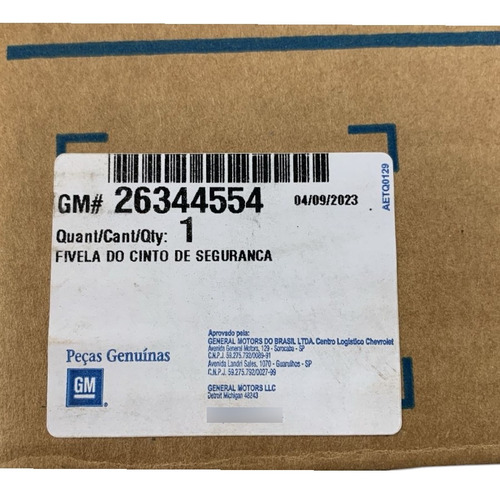 GM# 26344554 04/09/2023
AETQ0129
Quant/Cant/Qty: 1
FIVELA DO CINTO DE SEGURANCA
Peças Genuínas
GM
Aprovado pela:
GENERAL MOTORS DO BRASIL LTDA. Centro Logístico Chevrolet
Avenida General Motors, 129 - Sorocaba - SP
C.N.P.J. 59.275.792/0089-91
Avenida Landri Sales, 1070 - Guarulhos - SP
C.N.P.J. 59.275.792/0027-99
GENERAL MOTORS LLC
Detroit Michigan 48243